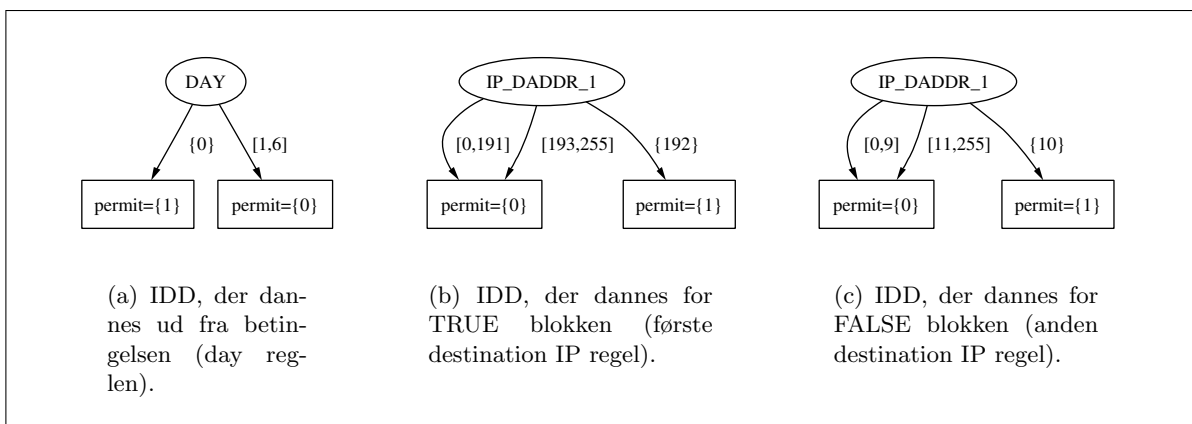 DAY
{0}
[1,6]
permit={1}
permit={0}
(a) IDD, der dan-
nes ud fra betin-
gelsen (day reg-
len).
IP_DADDR_1
[0,191]
[193,255]
{192}
permit={0}
permit={1}
(b) IDD, der dannes for
TRUE blokken (første
destination IP regel).
IP_DADDR_1
[0,9]
[11,255]
{10}
permit={0}
permit={1}
(c) IDD, der dannes for
FALSE blokken (anden
destination IP regel).